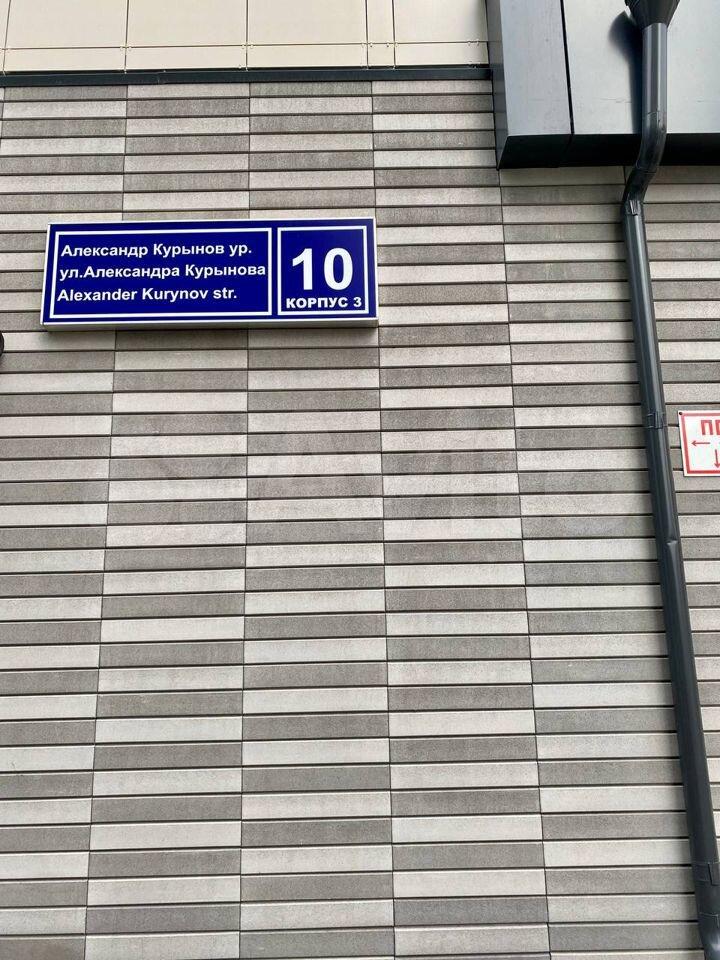 Александр Курынов ур.
ул.Александра Курынова
Alexander Kurynov str.
10
КОРПУС 3